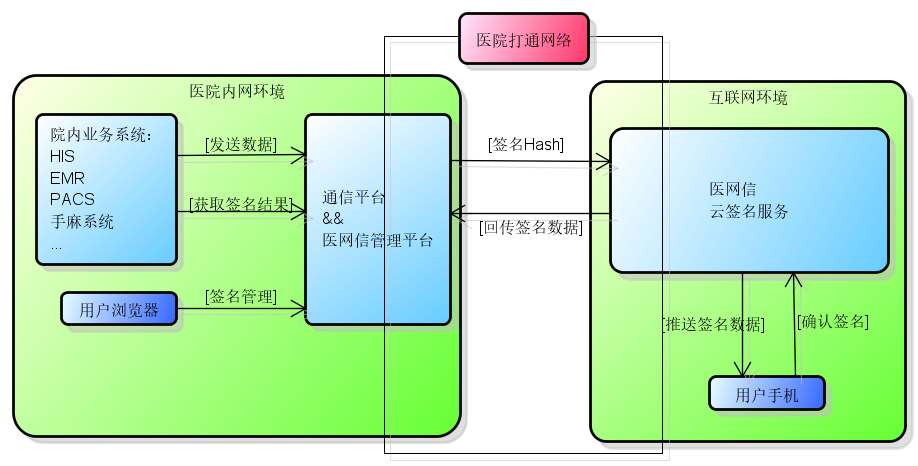 医院打通网络
医院内网环境
互联网环境
院内业务系统：
HIS
EMR
PACS
手麻系统
...
[发送数据]
[获取签名结果]
通信平台
&&
医网信管理平台
[签名Hash]
[回传签名数据]
医网信
云签名服务
用户浏览器
[签名管理]
[推送签名数据]
[确认签名]
用户手机